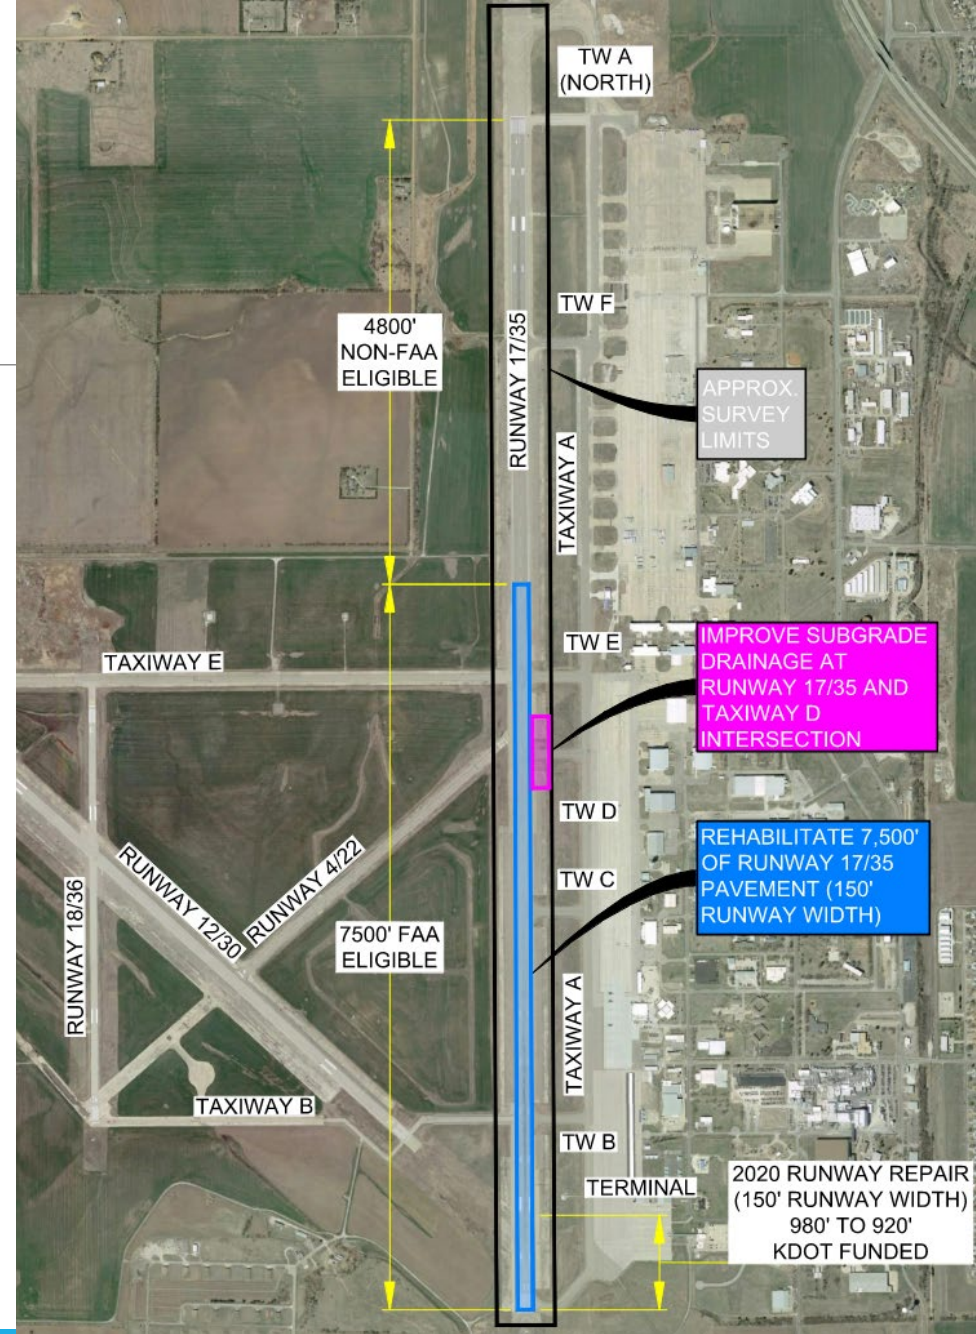 TW A
(NORTH)
TW F
4800'
NON-FAA
ELIGIBLE
RUNWAY 17/35
APPROX.
SURVEY
LIMITS
TAXIWAY A
TW E
IMPROVE SUBGRADE
DRAINAGE AT
RUNWAY 17/35 AND
TAXIWAY D
INTERSECTION
TAXIWAY E
TW D
REHABILITATE 7,500'
OF RUNWAY 17/35
PAVEMENT (150'
RUNWAY WIDTH)
TW C
RUNWAY 12/30
RUNWAY 4/22
RUNWAY 18/36
7500' FAA
ELIGIBLE
TAXIWAY A
TAXIWAY B
TW B
TERMINAL
2020 RUNWAY REPAIR
(150' RUNWAY WIDTH)
980' TO 920'
KDOT FUNDED